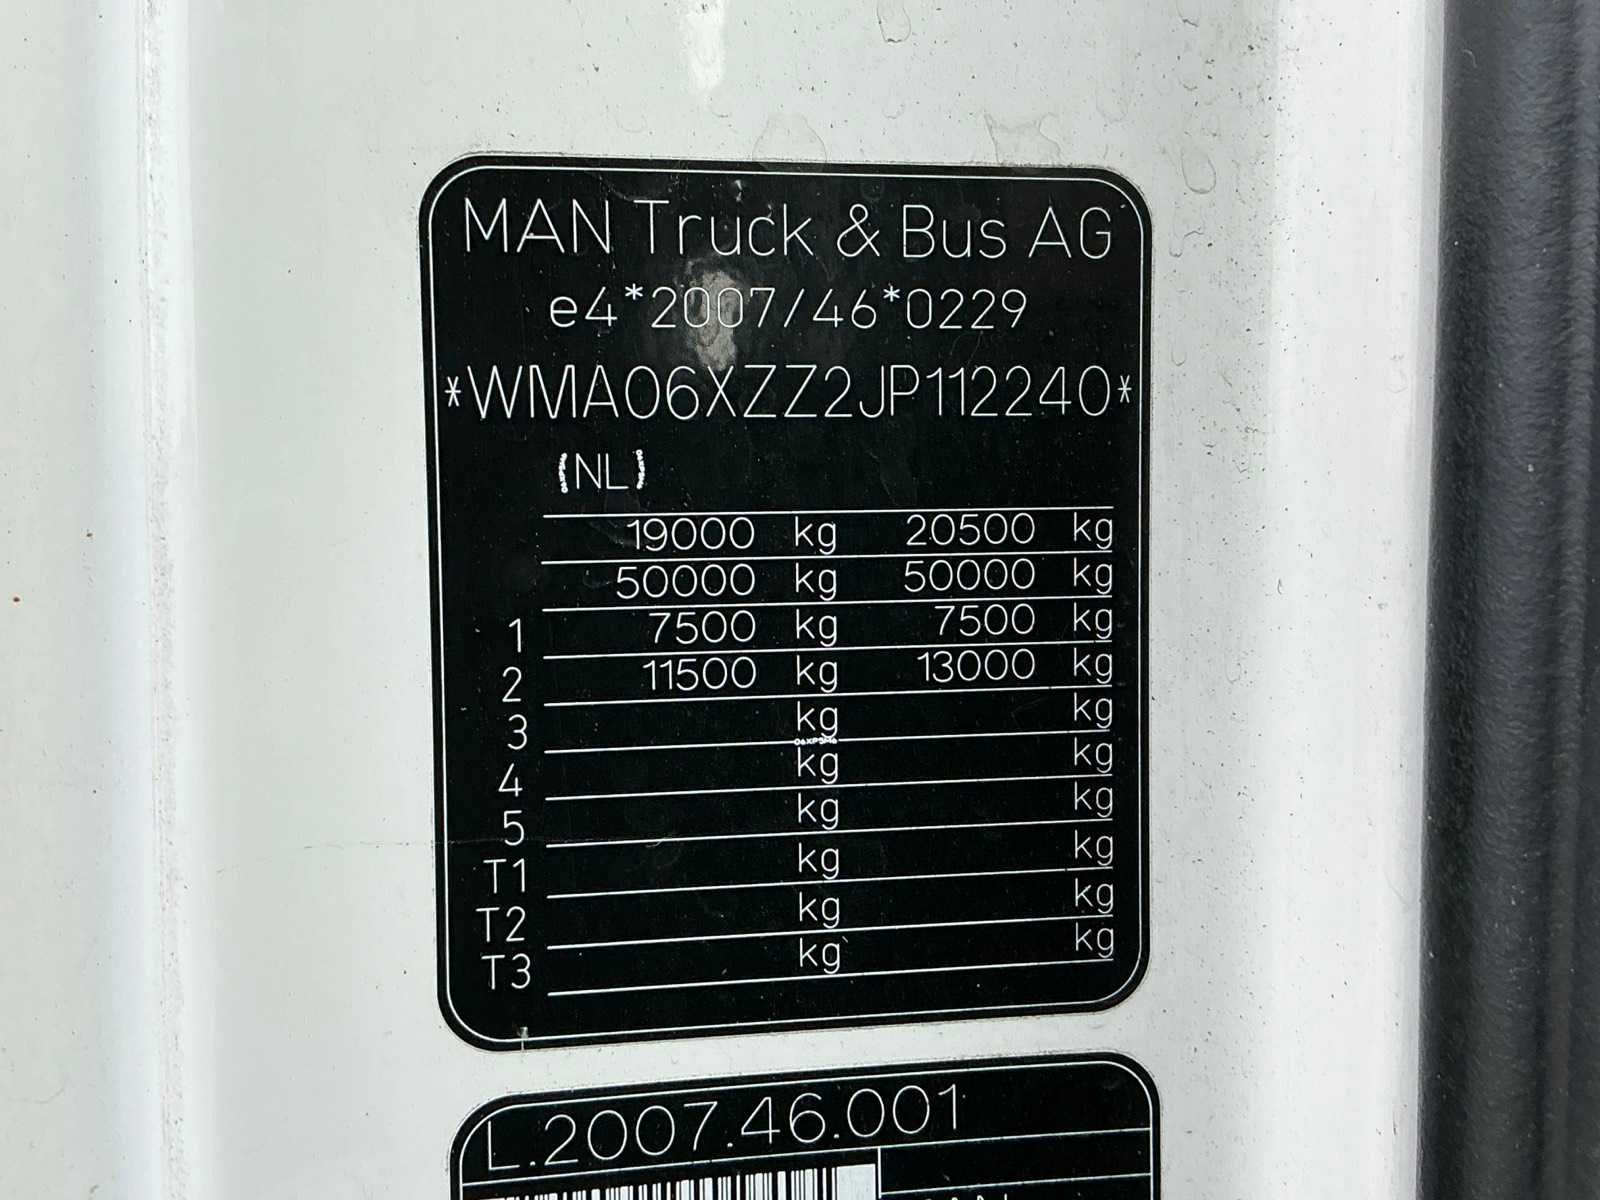 MAN Truck & Bus AG
e4*2007/46*0229
*WMA06XZZ2JP112240*
(NL)
19000 kg 20500 kg
50000 kg 50000 kg
1 7500 kg 7500 kg
2 11500 kg 13000 kg
3 kg kg
4 kg kg
5 kg kg
T1 kg kg
T2 kg kg
T3 kg kg
L.2007.46.001